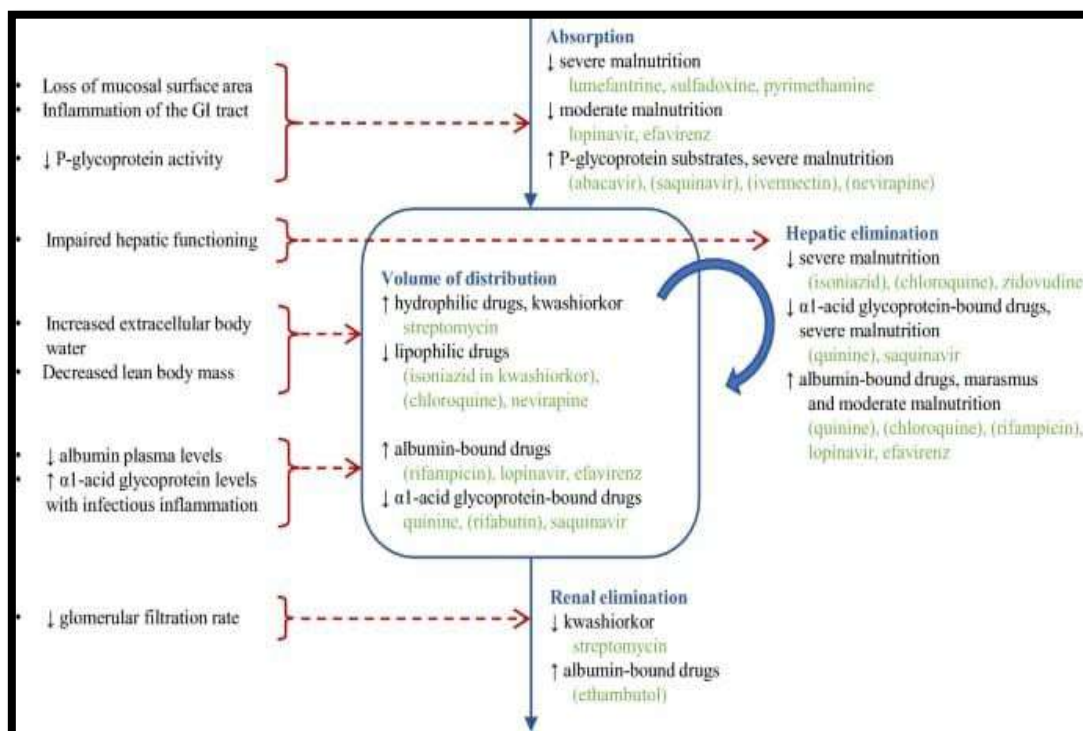 Absorption
↓ severe malnutrition
lumefantrine, sulfadoxine, pyrimethamine
↓ moderate malnutrition
lopinavir, efavirenz
↑ P-glycoprotein substrates, severe malnutrition
(abacavir), (saquinavir), (ivermectin), (nevirapine)
• Loss of mucosal surface area
• Inflammation of the GI tract
• ↓ P-glycoprotein activity
• Impaired hepatic functioning
Hepatic elimination
↓ severe malnutrition
(isoniazid), (chloroquine), zidovudine
↓ α1-acid glycoprotein-bound drugs,
severe malnutrition
(quinine), saquinavir
↑ albumin-bound drugs, marasmus
and moderate malnutrition
(quinine), (chloroquine), (rifampicin),
lopinavir, efavirenz
Volume of distribution
↑ hydrophilic drugs, kwashiorkor
streptomycin
↓ lipophilic drugs
(isoniazid in kwashiorkor),
(chloroquine), nevirapine
• Increased extracellular body
water
• Decreased lean body mass
↑ albumin-bound drugs
(rifampicin), lopinavir, efavirenz
↓ α1-acid glycoprotein-bound drugs
quinine, (rifabutin), saquinavir
• ↓ albumin plasma levels
• ↑ α1-acid glycoprotein levels
with infectious inflammation
• ↓ glomerular filtration rate
Renal elimination
↓ kwashiorkor
streptomycin
↑ albumin-bound drugs
(ethambutol)